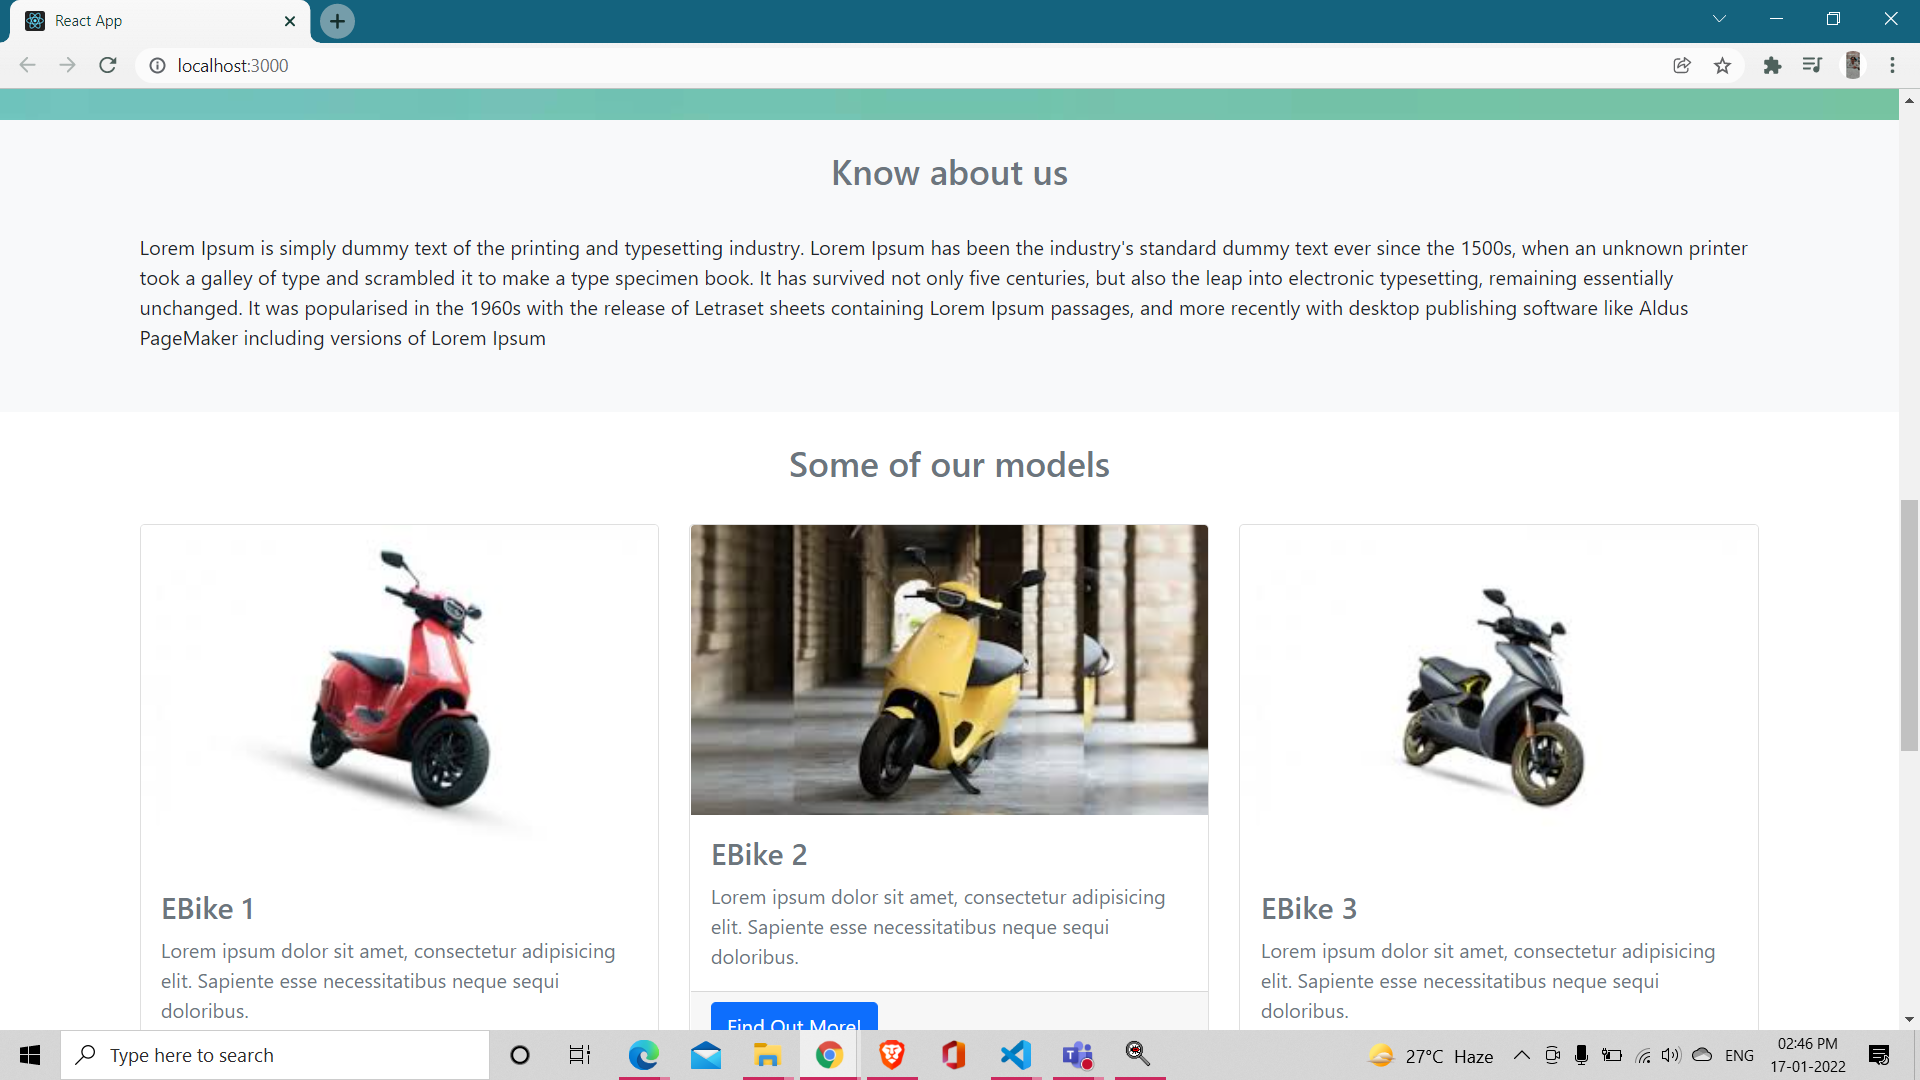 React App
localhost:3000
Know about us
Lorem Ipsum is simply dummy text of the printing and typesetting industry. Lorem Ipsum has been the industry's standard dummy text ever since the 1500s, when an unknown printer
took a galley of type and scrambled it to make a type specimen book. It has survived not only five centuries, but also the leap into electronic typesetting, remaining essentially
unchanged. It was popularised in the 1960s with the release of Letraset sheets containing Lorem Ipsum passages, and more recently with desktop publishing software like Aldus
PageMaker including versions of Lorem Ipsum
Some of our models
EBike 1
Lorem ipsum dolor sit amet, consectetur adipisicing
elit. Sapiente esse necessitatibus neque sequi
doloribus.
EBike 2
Lorem ipsum dolor sit amet, consectetur adipisicing
elit. Sapiente esse necessitatibus neque sequi
doloribus.
Find Out More!
EBike 3
Lorem ipsum dolor sit amet, consectetur adipisicing
elit. Sapiente esse necessitatibus neque sequi
doloribus.
Type here to search
27°C Haze
ENG
02:46 PM
17-01-2022